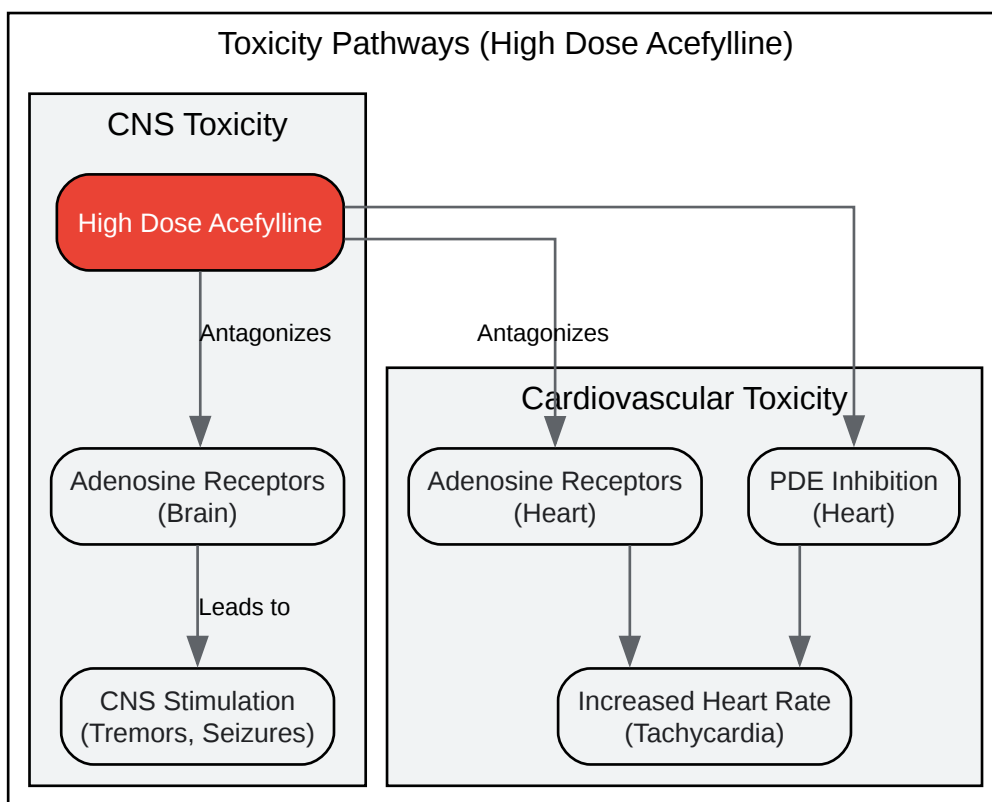 Toxicity Pathways (High Dose Acefylline)
CNS Toxicity
High Dose Acefylline
Antagonizes
Antagonizes
Cardiovascular Toxicity
Adenosine Receptors
(Brain)
Adenosine Receptors
(Heart)
PDE Inhibition
(Heart)
Leads to
CNS Stimulation
(Tremors, Seizures)
Increased Heart Rate
(Tachycardia)